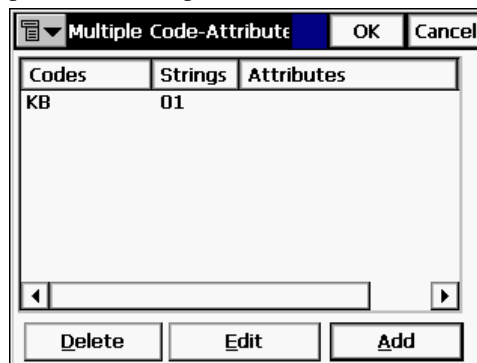 Multiple Code-Attribute OK Cancel
Codes Strings Attributes
KB 01
Delete Edit Add